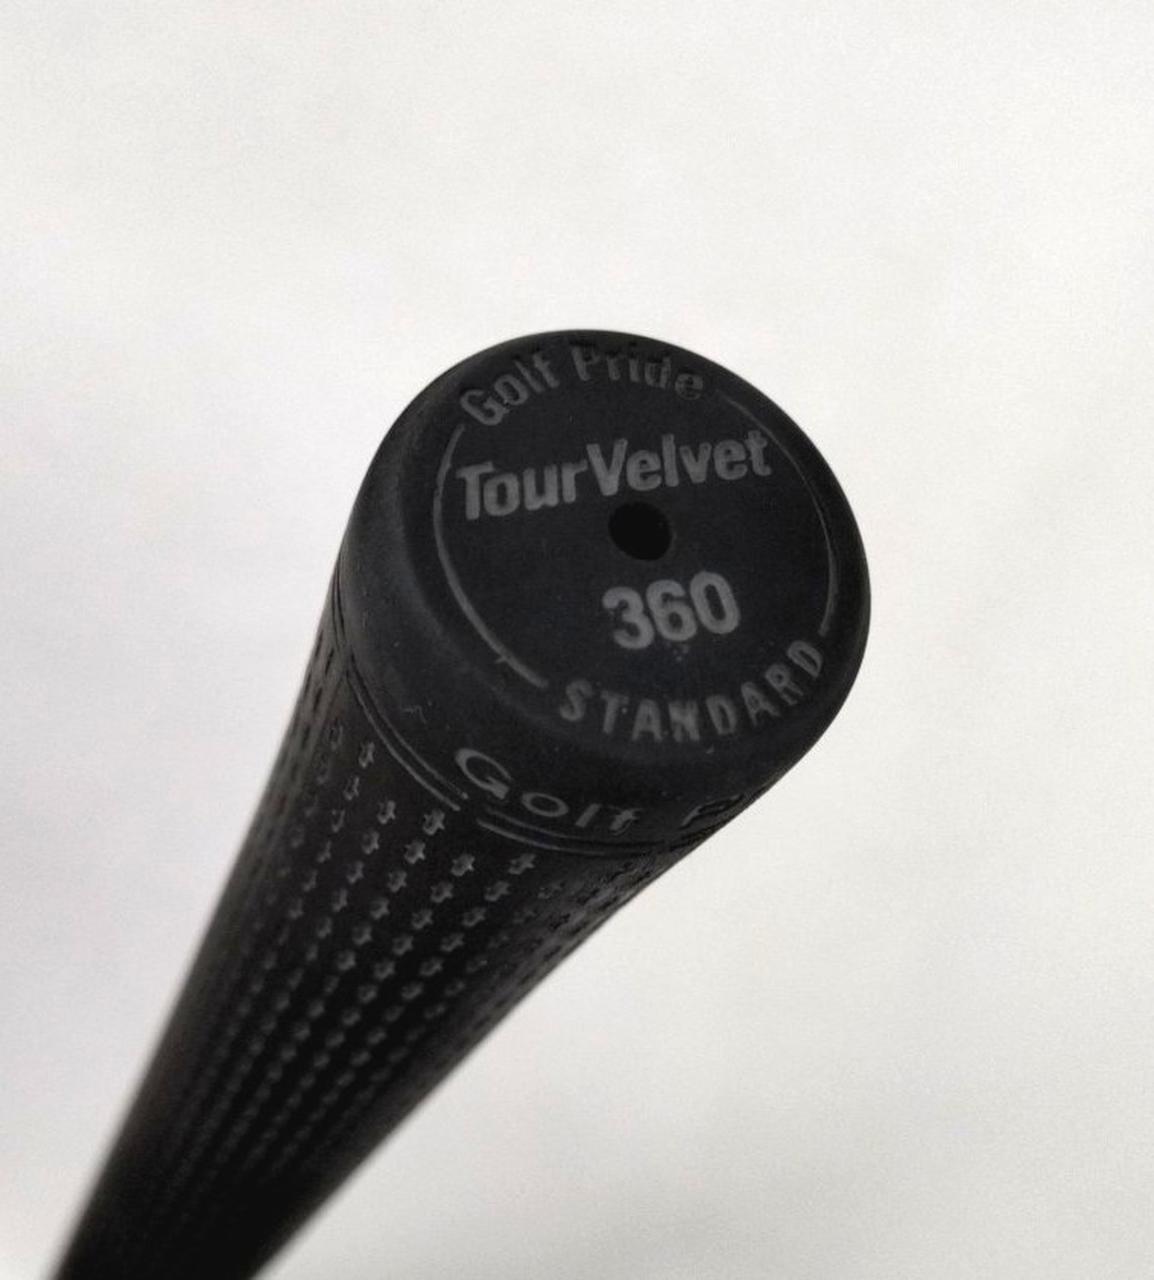 Golf Pride
TourVelvet
360
STANDARD
Golf